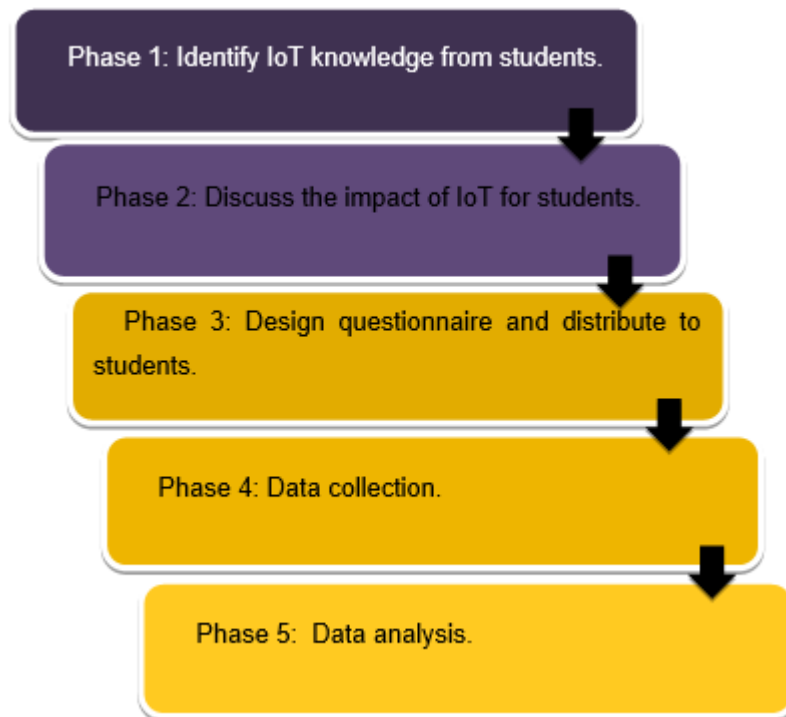 Phase 1: Identify IoT knowledge from students.
Phase 2: Discuss the impact of IoT for students.
Phase 3: Design questionnaire and distribute to
students.
Phase 4: Data collection.
Phase 5: Data analysis.